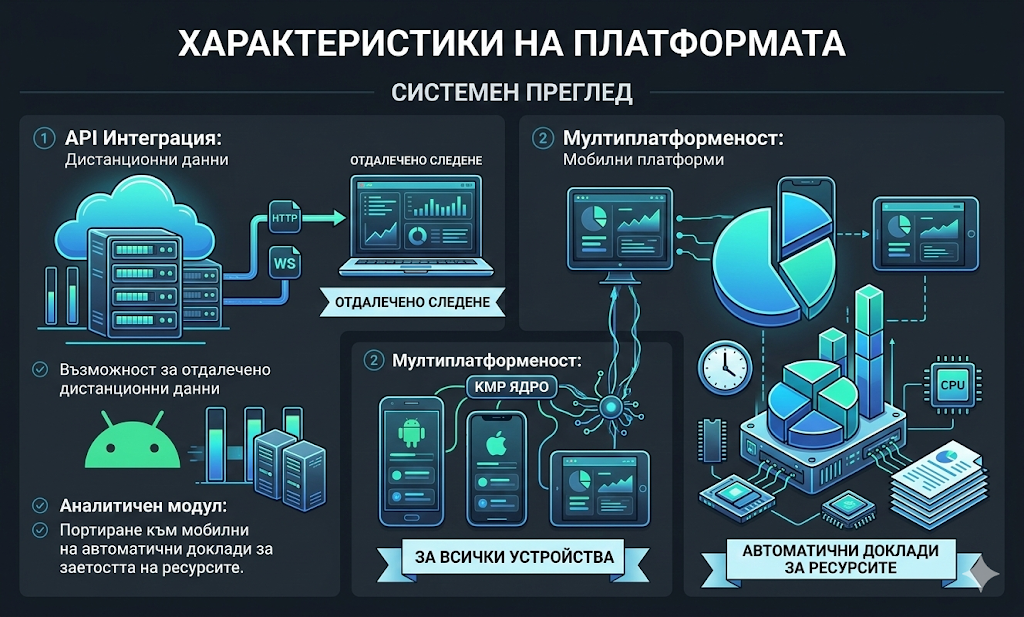 ХАРАКТЕРИСТИКИ НА ПЛАТФОРМАТА
СИСТЕМЕН ПРЕГЛЕД
1 API Интеграция:
Дистанционни данни
ОТДАЛЕЧЕНО СЛЕДЕНЕ
HTTP
WS
ОТДАЛЕЧЕНО СЛЕДЕНЕ
Възможност за отдалечено
дистанционни данни
Аналитичен модул:
Портиране към мобилни
на автоматични доклади за
заетостта на ресурсите.
2 Мултиплатформеност:
Мобилни платформи
2 Мултиплатформеност:
КМР ЯДРО
ЗА ВСИЧКИ УСТРОЙСТВА
CPU
АВТОМАТИЧНИ ДОКЛАДИ
ЗА РЕСУРСИТЕ